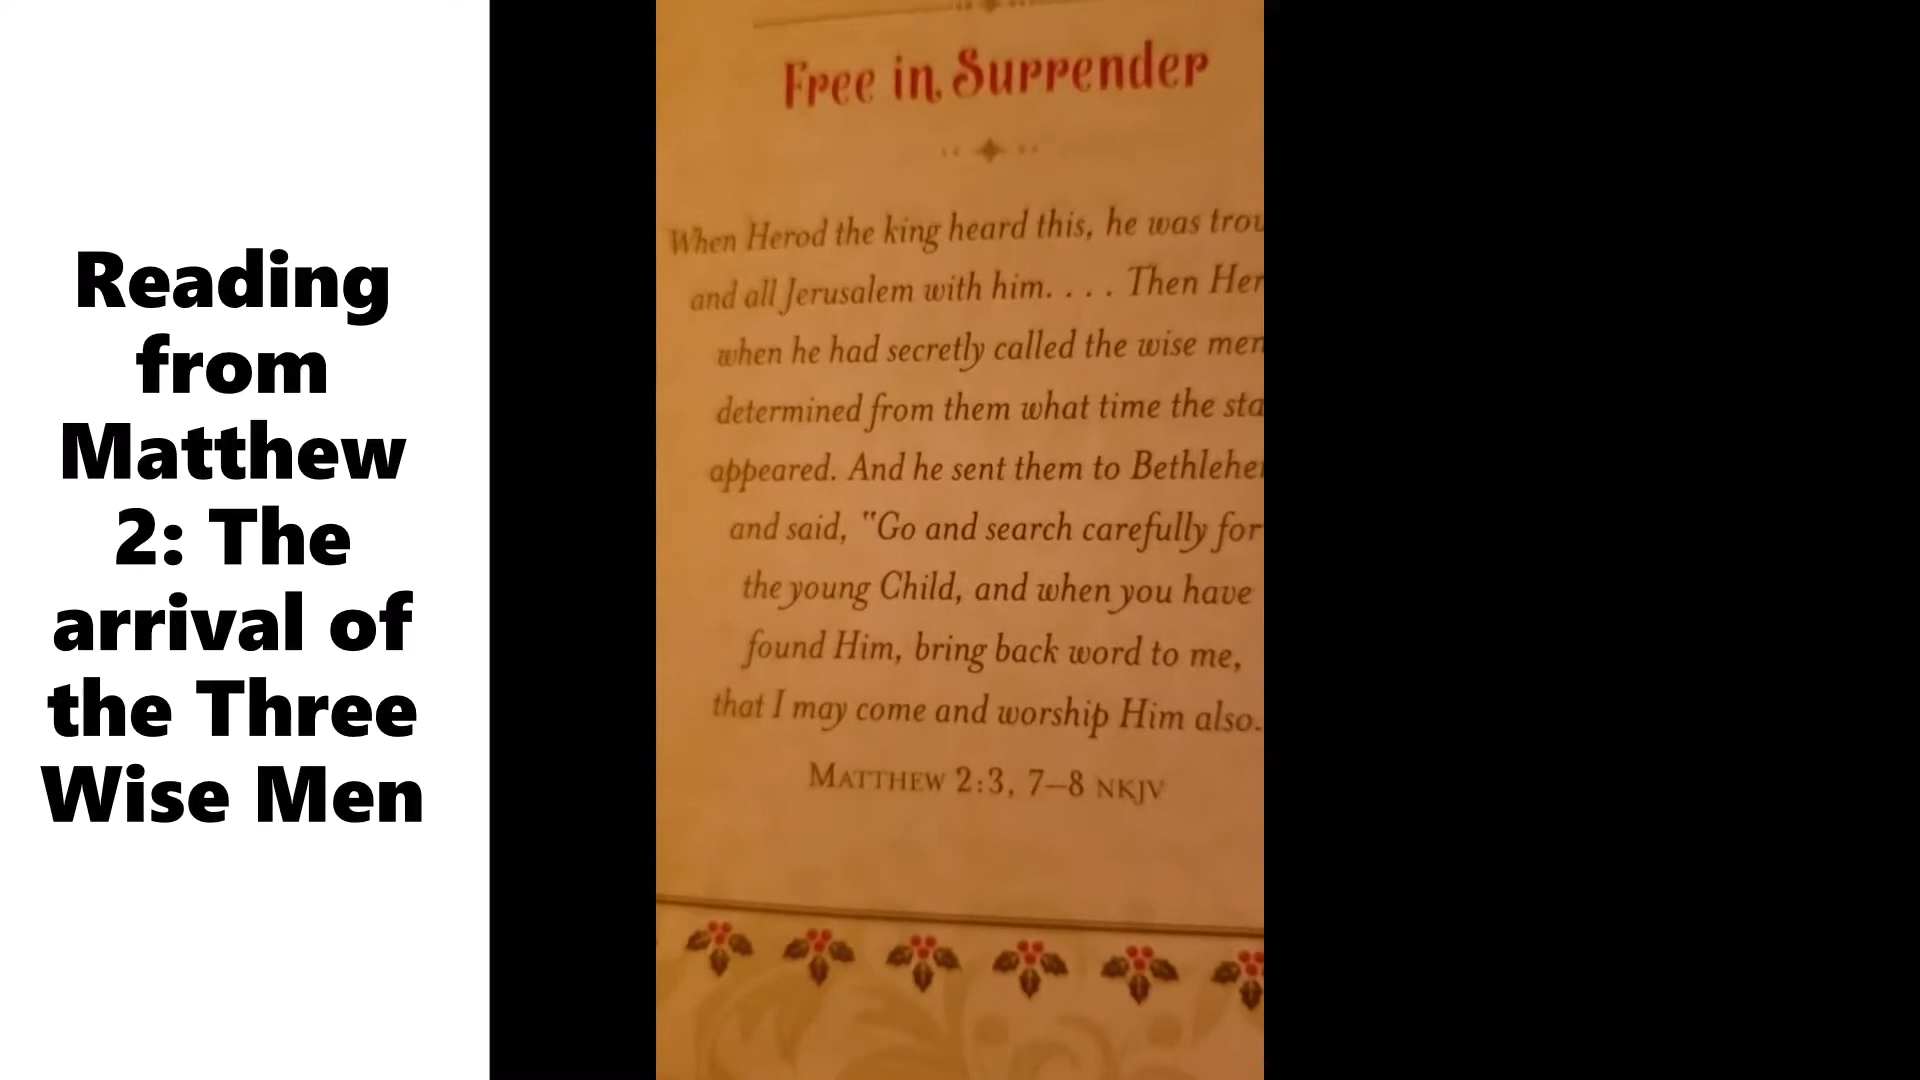 Reading
from
Matthew
2: The
arrival of
the Three
Wise Men
Free in Surrender
When Herod the king heard this, he was trou
and all Jerusalem with him. . . . Then Her
when he had secretly called the wise men
determined from them what time the sta
appeared. And he sent them to Bethlehe
and said, "Go and search carefully for
the young Child, and when you have
found Him, bring back word to me,
that I may come and worship Him also.
MATTHEW 2:3, 7–8 NKJV